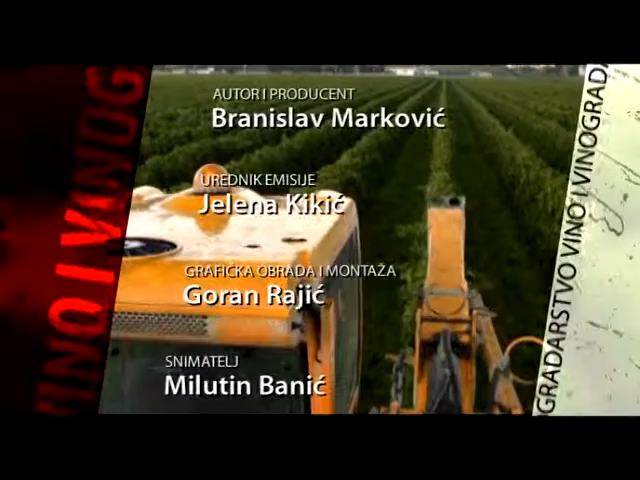 AUTOR I PRODUCENT
Branislav Marković
UREDNIK EMISIJE
Jelena Kikić
GRAFIČKA OBRADA I MONTAŽA
Goran Rajić
SNIMATELJ
Milutin Banić
VINO I VINOG
GRADARSTVO VINO I VINOGRAD